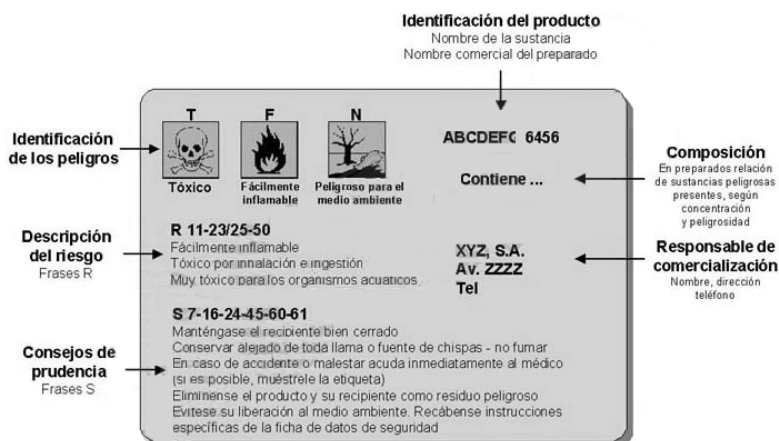 Identificación del producto
Nombre de la sustancia
Nombre comercial del preparado
Identificación
de los peligros
T
F
N
Tóxico
Fácilmente
inflamable
Peligroso para el
medio ambiente
ABCDEFG 6456
Contiene ...
Composición
En preparados relación
de sustancias peligrosas
presentes, según
concentración
y peligrosidad
Descripción
del riesgo
Frases R
R 11-23/25-50
Fácilmente inflamable
Tóxico por inhalación e ingestión
Muy tóxico para los organismos acuaticos
XYZ, S.A.
Av. ZZZZ
Tel
Responsable de
comercialización
Nombre, dirección
teléfono
Consejos de
prudencia
Frases S
S 7-16-24-45-60-61
Manténgase el recipiente bien cerrado
Conservar alejado de toda llama o fuente de chispas - no fumar
En caso de accidente o malestar acuda inmediatamente al médico
(si es posible, muéstrele la etiqueta)
Elimínense el producto y su recipiente como residuo peligroso
Evítese su liberación al medio ambiente. Recábense instrucciones
específicas de la ficha de datos de seguridad